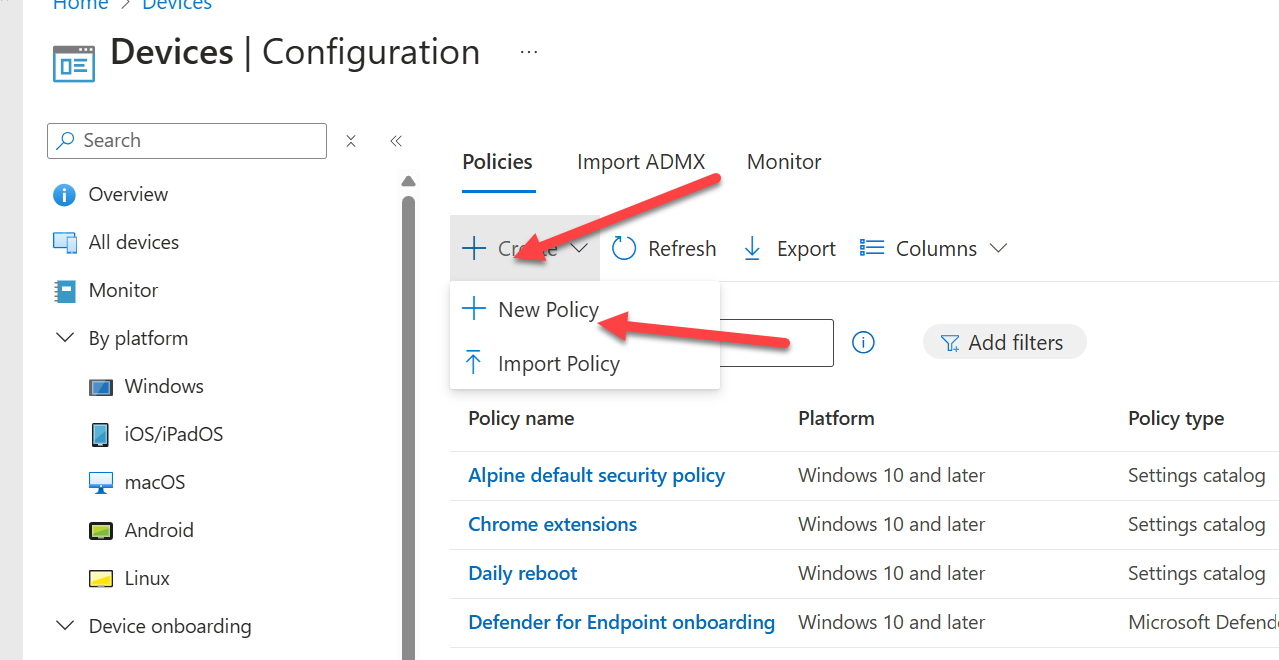 Home > Devices
Devices | Configuration ...
Search
Overview
All devices
Monitor
By platform
Windows
iOS/iPadOS
macOS
Android
Linux
Device onboarding
Policies Import ADMX Monitor
Create Refresh Export Columns
New Policy
Import Policy
Add filters
Policy name Platform Policy type
Alpine default security policy Windows 10 and later Settings catalog
Chrome extensions Windows 10 and later Settings catalog
Daily reboot Windows 10 and later Settings catalog
Defender for Endpoint onboarding Windows 10 and later Microsoft Defend